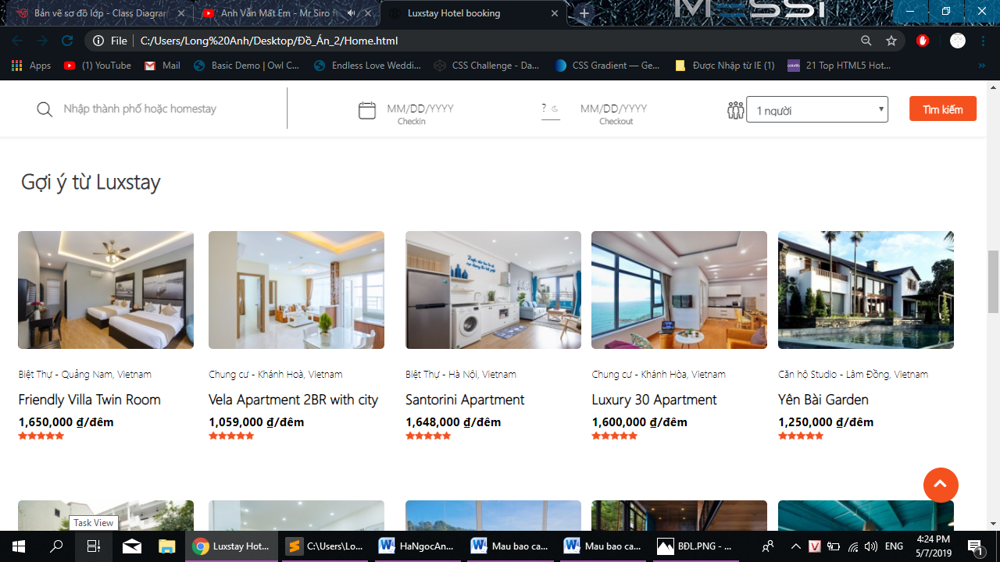 MESSI
Bản vẽ sơ đồ lớp - Class Diagram
Anh Vẫn Mất Em - Mr Siro
Luxstay Hotel booking
File
C:/Users/Long%20Anh/Desktop/Đồ_Án_2/Home.html
Apps
(1) YouTube
Mail
Basic Demo | Owl C...
Endless Love Weddi...
CSS Challenge - Da...
CSS Gradient — Ge...
Được Nhập từ IE (1)
21 Top HTML5 Hot...
Nhập thành phố hoặc homestay
MM/DD/YYYY
Checkin
?
MM/DD/YYYY
Checkout
1 người
Tìm kiếm
Gợi ý từ Luxstay
Biệt Thự - Quảng Nam, Vietnam
Friendly Villa Twin Room
1,650,000 ₫/đêm
Chung cư - Khánh Hoà, Vietnam
Vela Apartment 2BR with city
1,059,000 ₫/đêm
Biệt Thự - Hà Nội, Vietnam
Santorini Apartment
1,648,000 ₫/đêm
Chung cư - Khánh Hòa, Vietnam
Luxury 30 Apartment
1,600,000 ₫/đêm
Căn hộ Studio - Lâm Đồng, Vietnam
Yên Bài Garden
1,250,000 ₫/đêm
Task View
Luxstay Hot...
C:\Users\Lo...
HaNgocAn...
Mau bao ca...
Mau bao ca...
BĐL.PNG - ...
V
ENG
4:24 PM
5/7/2019
1